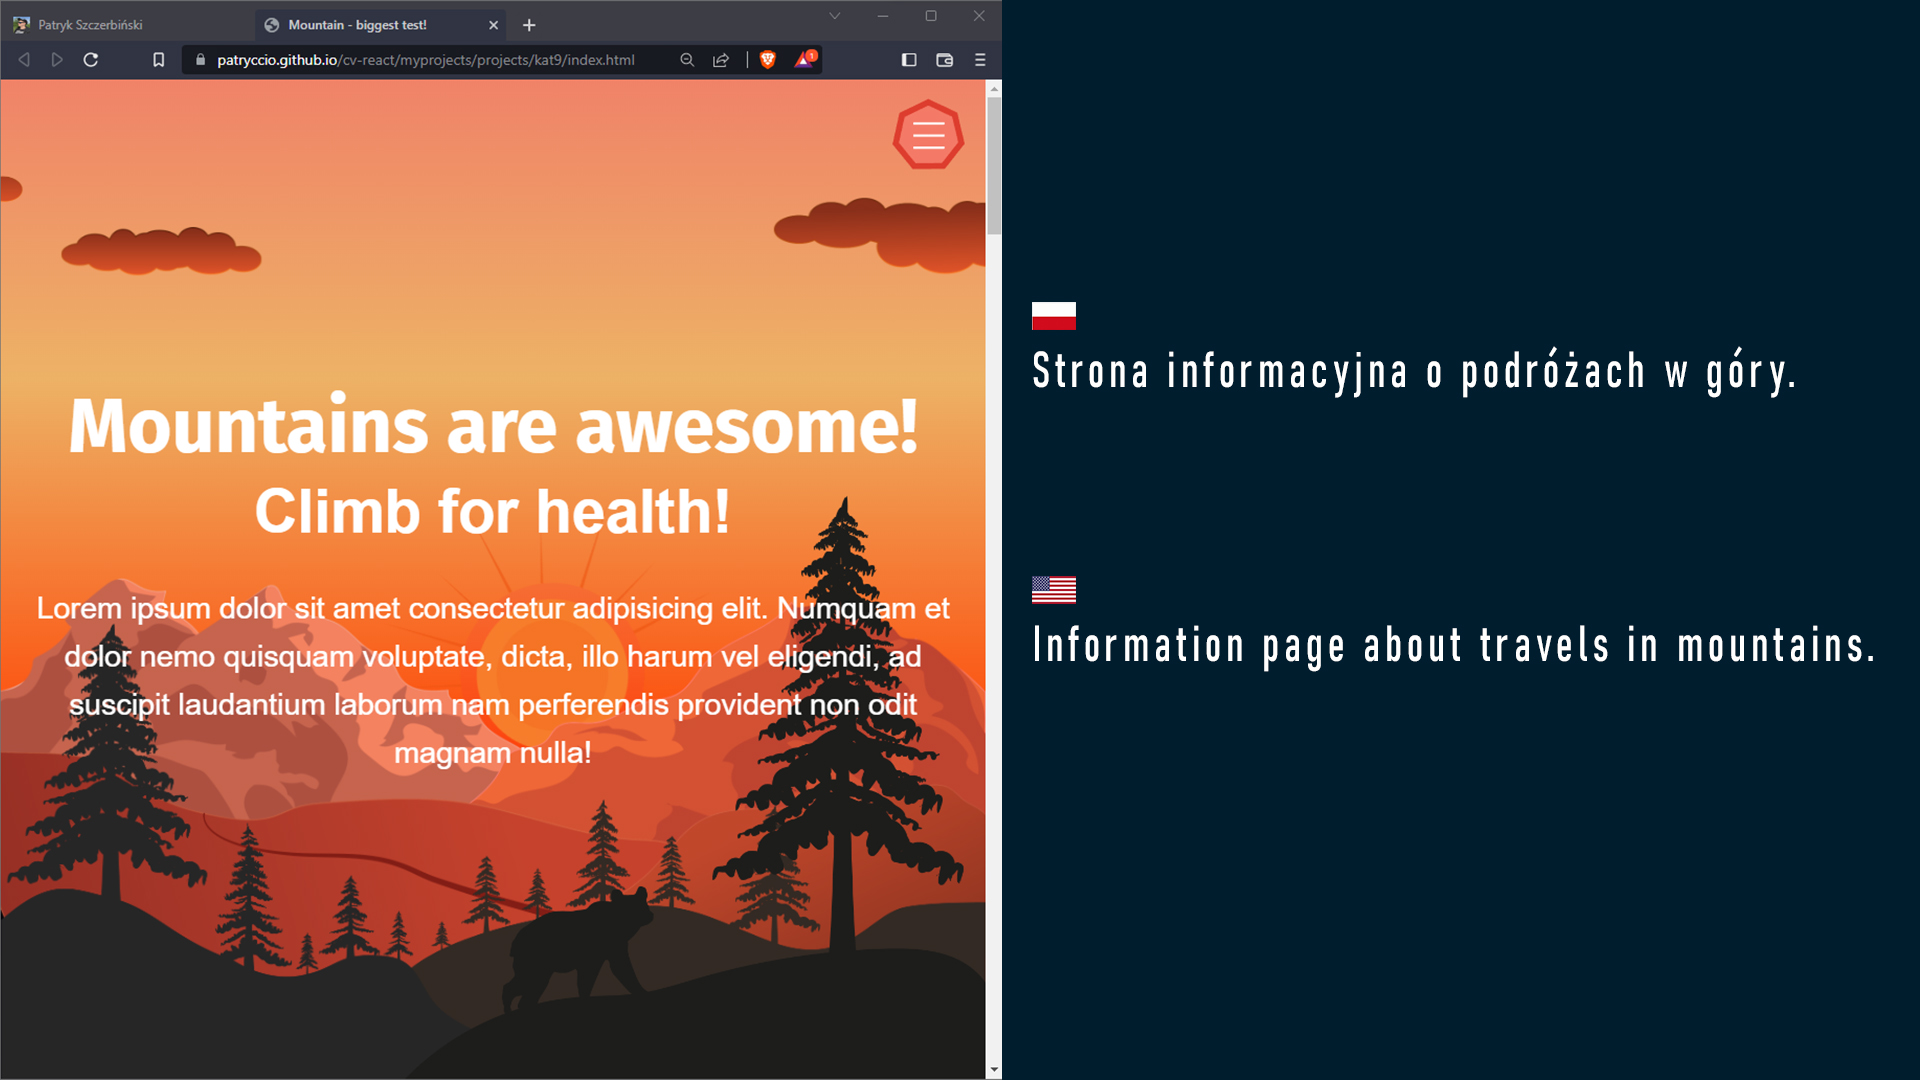 Patryk Szczerbiński
Mountain - biggest test!
patryccio.github.io/cv-react/myprojects/projects/kat9/index.html
1
Mountains are awesome!
Climb for health!
Lorem ipsum dolor sit amet consectetur adipisicing elit. Numquam et
dolor nemo quisquam voluptate, dicta, illo harum vel eligendi, ad
suscipit laudantium laborum nam perferendis provident non odit
magnam nulla!
Strona informacyjna o podróżach w góry.
Information page about travels in mountains.